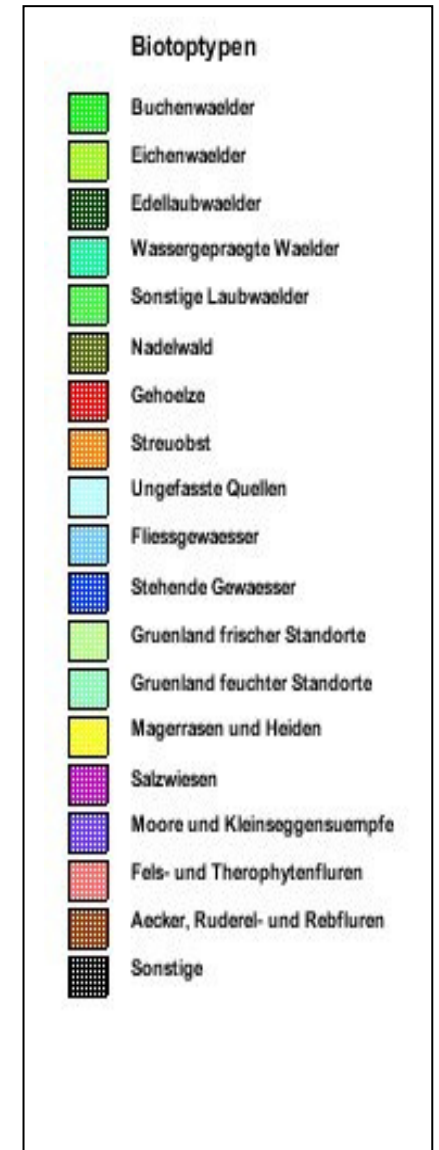 Biotoptypen
Buchenwaelder
Eichenwaelder
Edellaubwaelder
Wassergepraegte Waelder
Sonstige Laubwaelder
Nadelwald
Gehoelze
Streuobst
Ungefasste Quellen
Fliessgewaesser
Stehende Gewaesser
Gruenland frischer Standorte
Gruenland feuchter Standorte
Magerrasen und Heiden
Salzwiesen
Moore und Kleinseggensuempfe
Fels- und Therophytenfluren
Aecker, Ruderel- und Rebfluren
Sonstige